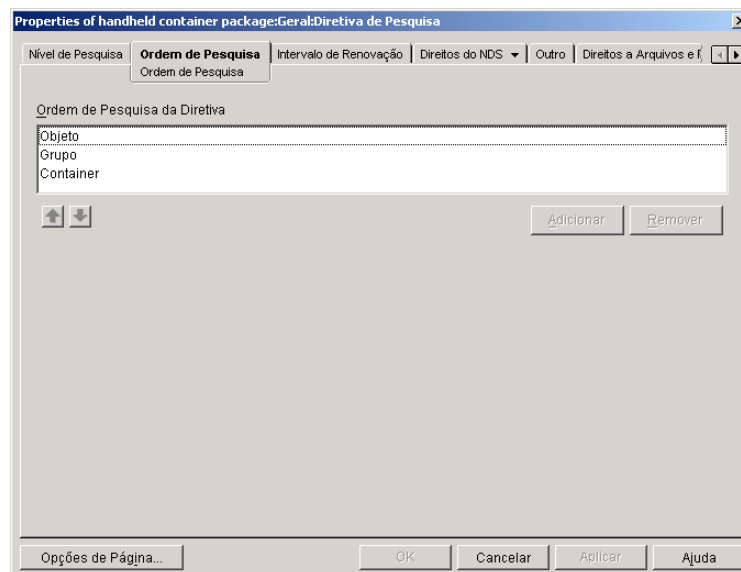 Properties of handheld container package:Geral:Diretiva de Pesquisa
Nível de Pesquisa Ordem de Pesquisa Intervalo de Renovação Direitos do NDS Outro Direitos a Arquivos e
Ordem de Pesquisa
Ordem de Pesquisa da Diretiva
Objeto
Grupo
Container
Adicionar Remover
Opções de Página... OK Cancelar Aplicar Ajuda